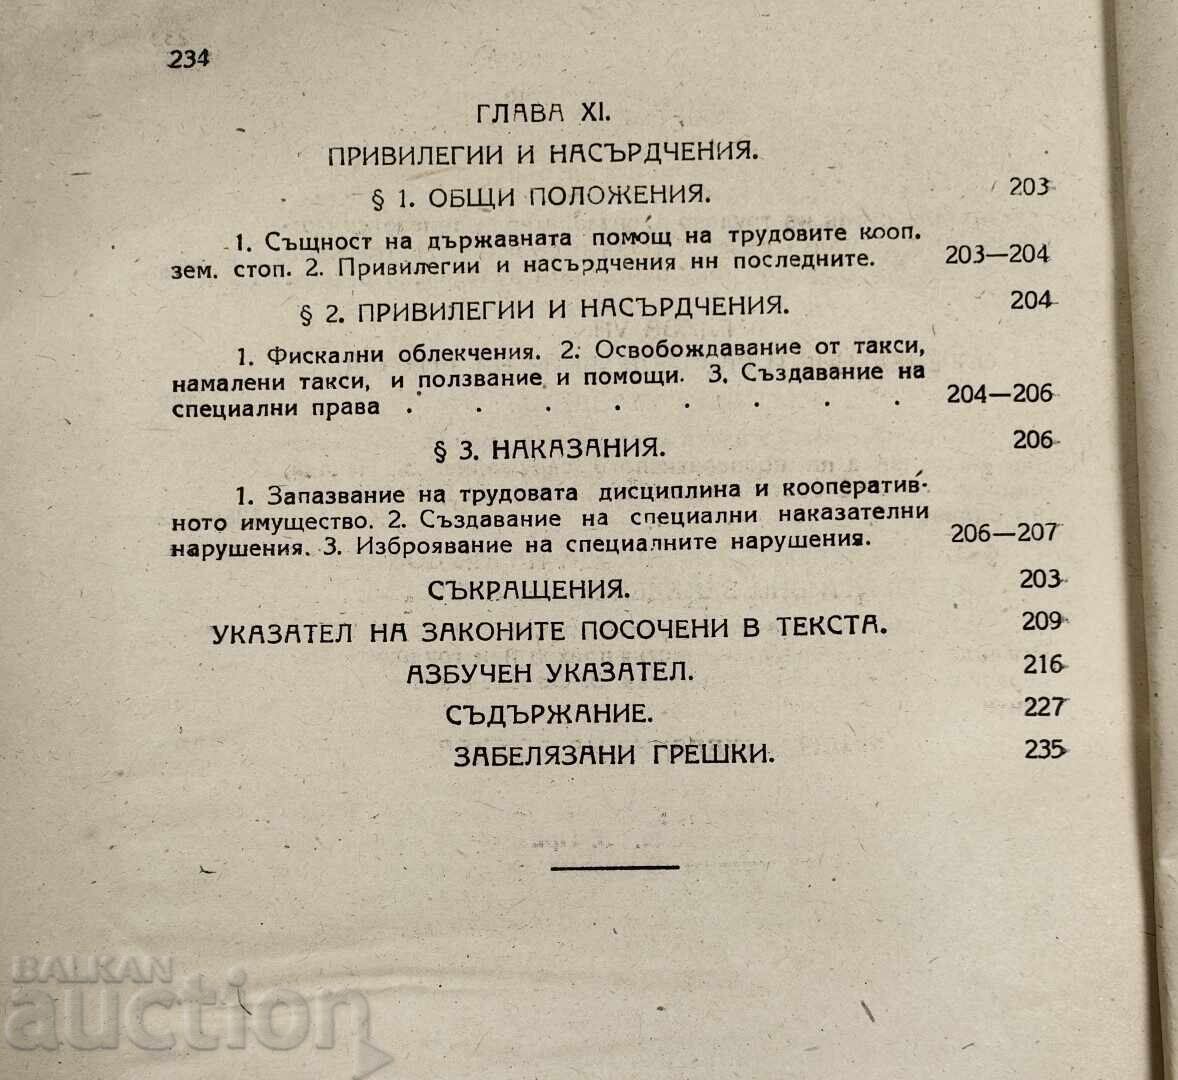 234
ГЛАВА XI.
ПРИВИЛЕГИИ И НАСЪРДЧЕНИЯ.
§ 1. ОБЩИ ПОЛОЖЕНИЯ. 203
1. Същност на държавната помощ на трудовите кооп.
зем. стоп. 2. Привилегии и насърдчения нн последните. 203—204
§ 2. ПРИВИЛЕГИИ И НАСЪРДЧЕНИЯ. 204
1. Фискални облекчения. 2. Освобождаване от такси,
намалени такси, и ползвание и помощи. 3. Създаване на
специални права . . . . . . . . 204—206
§ 3. НАКАЗАНИЯ. 206
1. Запазвание на трудовата дисциплина и кооператив-
ното имущество. 2. Създавание на специални наказателни
нарушения. 3. Изброявание на специалните нарушения. 206—207
СЪКРАЩЕНИЯ. 203
УКАЗАТЕЛ НА ЗАКОНИТЕ ПОСОЧЕНИ В ТЕКСТА. 209
АЗБУЧЕН УКАЗАТЕЛ. 216
СЪДЪРЖАНИЕ. 227
ЗАБЕЛЯЗАНИ ГРЕШКИ. 235
BALKAN
auction